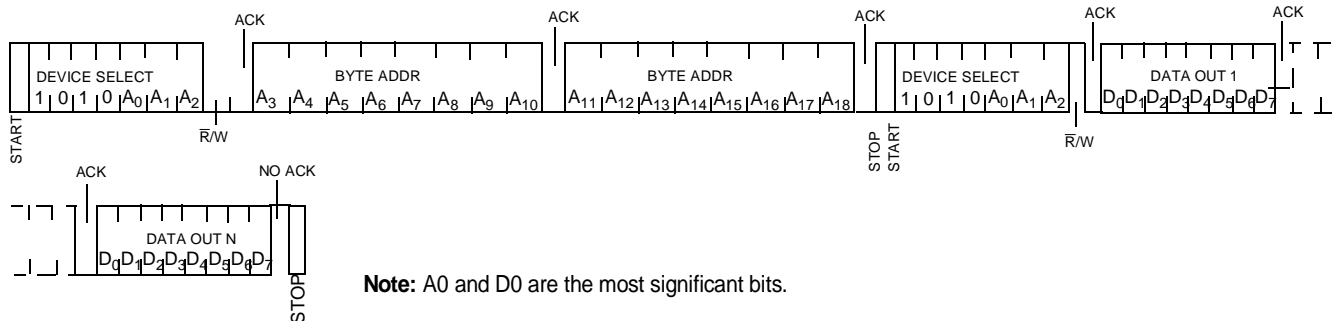 ACK ACK ACK ACK ACK
DEVICE SELECT BYTE ADDR BYTE ADDR DEVICE SELECT DATA OUT 1
1 0 1 0 A0 A1 A2 A3 A4 A5 A6 A7 A8 A9 A10 A11 A12 A13 A14 A15 A16 A17 A18 1 0 1 0 A0 A1 A2 D0 D1 D2 D3 D4 D5 D6 D7
START R̅/W STOP START R̅/W
ACK NO ACK
DATA OUT N
D0 D1 D2 D3 D4 D5 D6 D7
STOP
Note: A0 and D0 are the most significant bits.